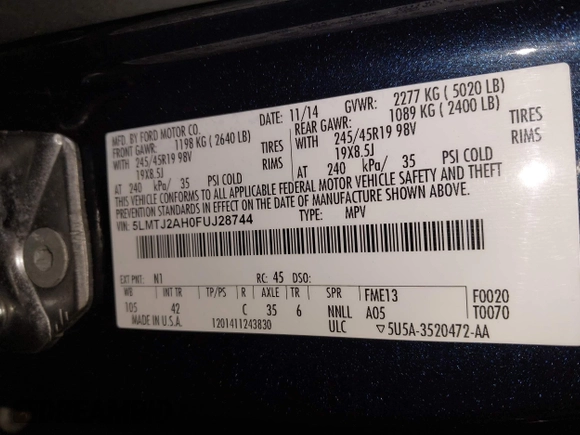 MFD. BY FORD MOTOR CO.
DATE: 11/14 GVWR: 2277 KG ( 5020 LB)
FRONT GAWR: 1198 KG ( 2640 LB) REAR GAWR: 1089 KG ( 2400 LB)
WITH 245/45R19 98V TIRES WITH 245/45R19 98V TIRES
19X8.5J RIMS 19X8.5J RIMS
AT 240 kPa/ 35 PSI COLD AT 240 kPa/ 35 PSI COLD
THIS VEHICLE CONFORMS TO ALL APPLICABLE FEDERAL MOTOR VEHICLE SAFETY AND THEFT
PREVENTION STANDARDS IN EFFECT ON THE DATE OF MANUFACTURE SHOWN ABOVE.
VIN: 5LMTJ2AH0FUJ28744 TYPE: MPV
EXT PNT: N1 RC: 45 DSO:
WB INT TR TP/PS R AXLE TR SPR FME13 F0020
105 42 C 35 6 NNLL A05 T0070
MADE IN U.S.A. 1201411243830 ULC ▽5U5A-3520472-AA